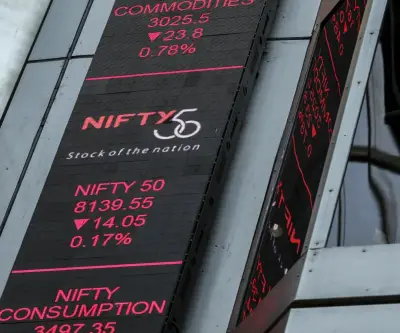 COMMODITIES
3025.5
▼23.8
0.78%
NIFTY50
Stock of the nation
NIFTY 50
8139.55
▼14.05
0.17%
NIFTY
CONSUMPTION
3497.35
NIFTY